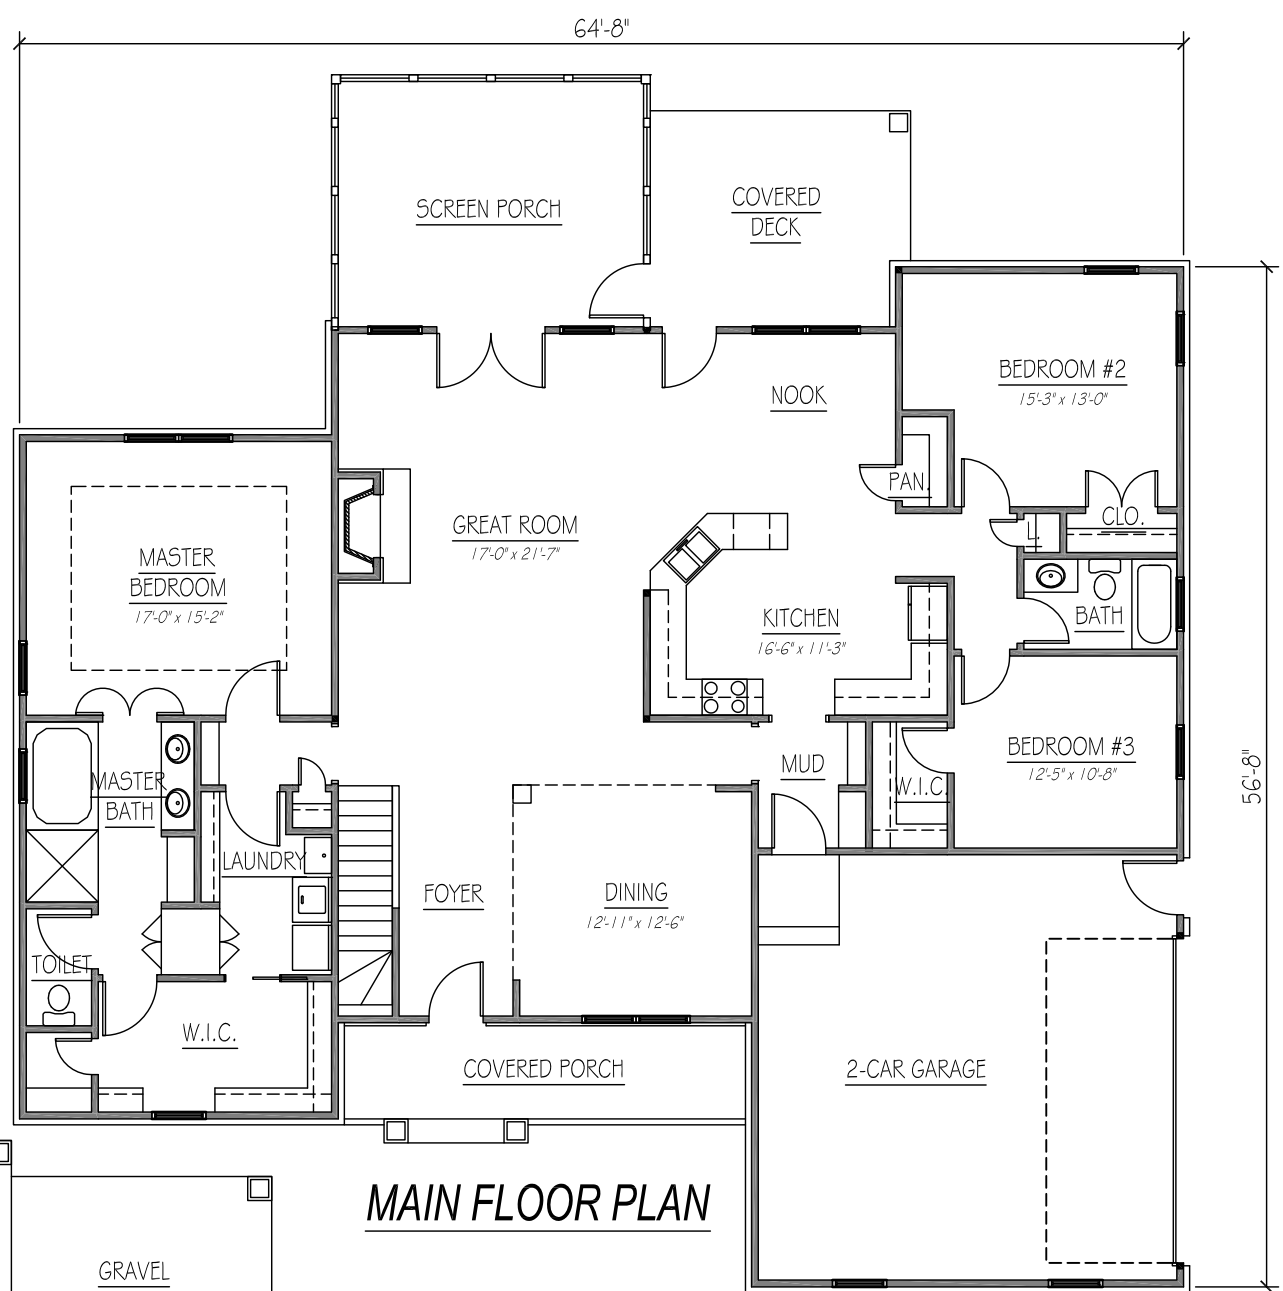 64'-8"
SCREEN PORCH
COVERED
DECK
BEDROOM #2
15'-3" x 13'-0"
NOOK
PAN.
CLO.
L.
GREAT ROOM
17'-0" x 21'-7"
MASTER
BEDROOM
17'-0" x 15'-2"
KITCHEN
16'-6" x 11'-3"
BATH
BEDROOM #3
12'-5" x 10'-8"
MUD
W.I.C.
56'-8"
MASTER
BATH
LAUNDRY
FOYER
DINING
12'-11" x 12'-6"
TOILET
W.I.C.
COVERED PORCH
2-CAR GARAGE
MAIN FLOOR PLAN
GRAVEL